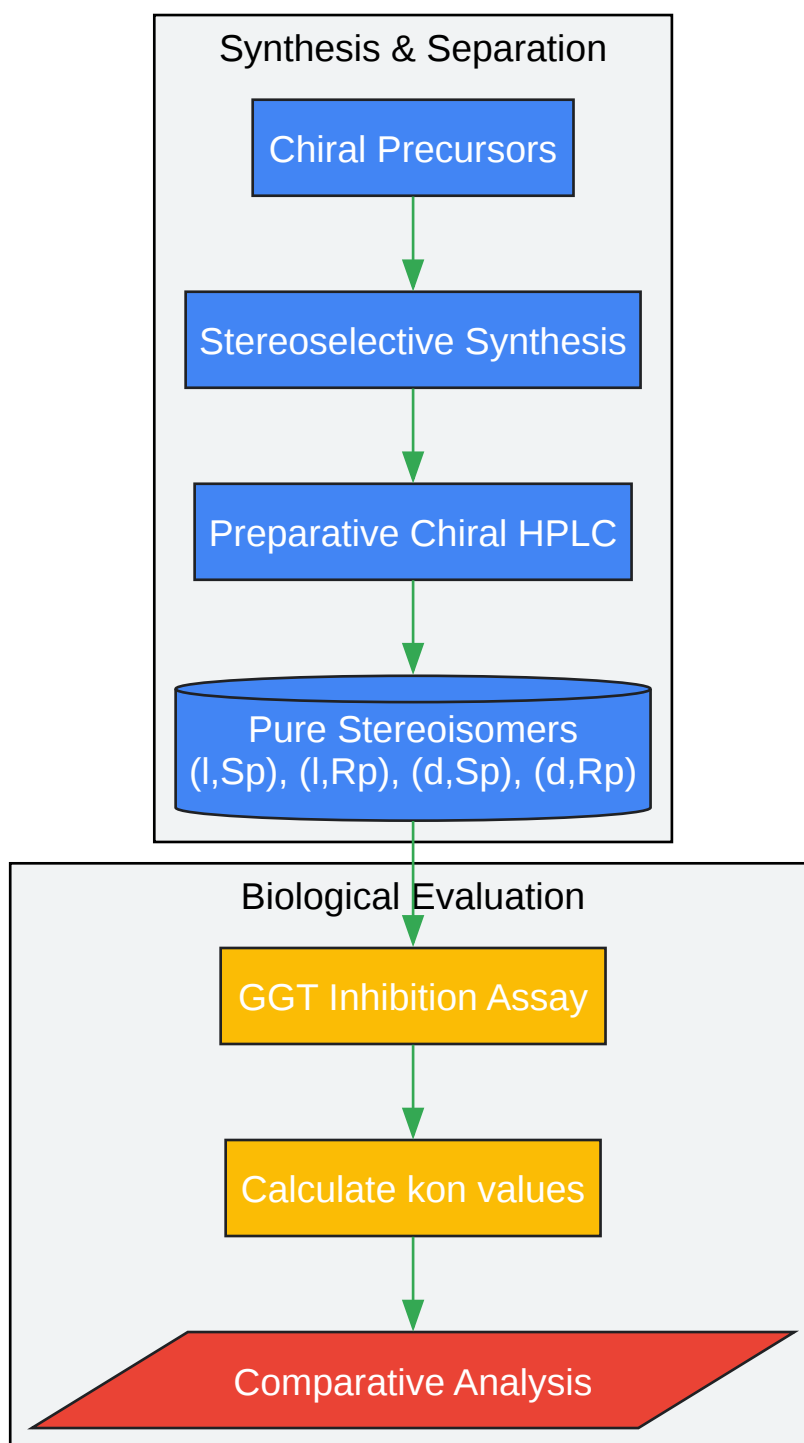 Synthesis & Separation
Chiral Precursors
Stereoselective Synthesis
Preparative Chiral HPLC
Pure Stereoisomers
(l,Sp), (l,Rp), (d,Sp), (d,Rp)
Biological Evaluation
GGT Inhibition Assay
Calculate kon values
Comparative Analysis